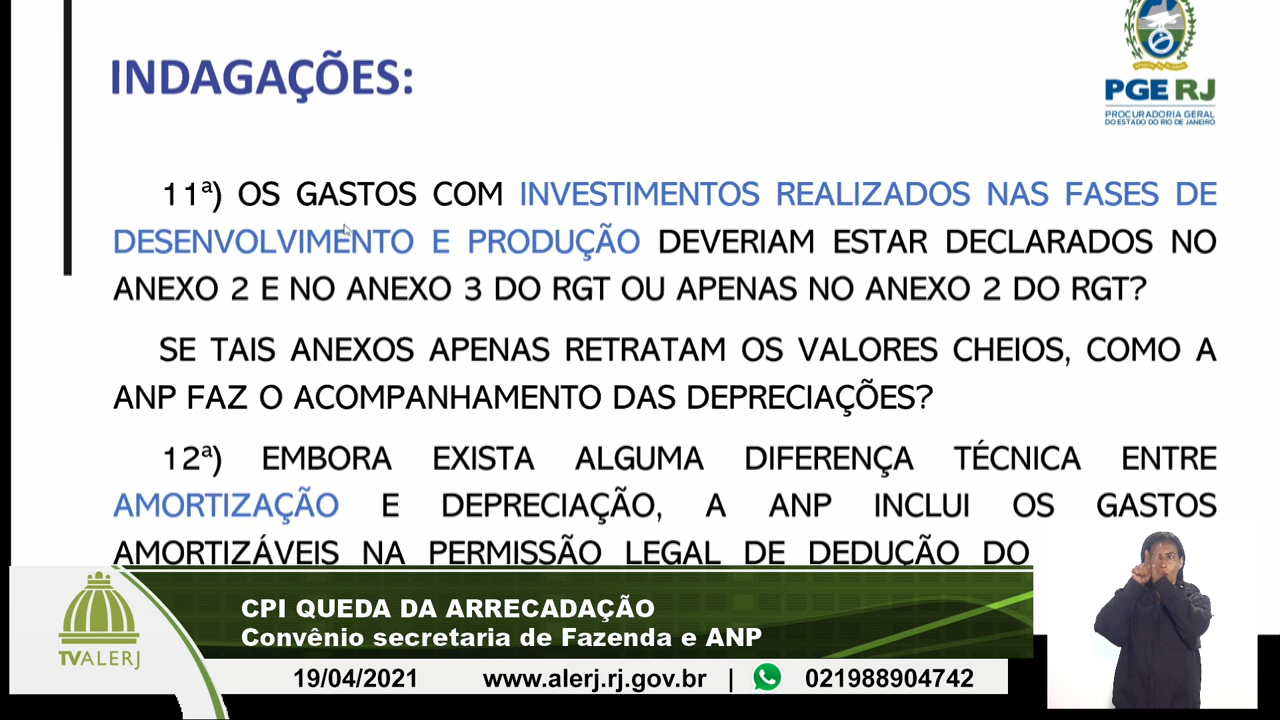 INDAGAÇÕES:
PGE RJ
PROCURADORIA GERAL
DO ESTADO DO RIO DE JANEIRO
11ª) OS GASTOS COM INVESTIMENTOS REALIZADOS NAS FASES DE
DESENVOLVIMENTO E PRODUÇÃO DEVERIAM ESTAR DECLARADOS NO
ANEXO 2 E NO ANEXO 3 DO RGT OU APENAS NO ANEXO 2 DO RGT?
SE TAIS ANEXOS APENAS RETRATAM OS VALORES CHEIOS, COMO A
ANP FAZ O ACOMPANHAMENTO DAS DEPRECIAÇÕES?
12ª) EMBORA EXISTA ALGUMA DIFERENÇA TÉCNICA ENTRE
AMORTIZAÇÃO E DEPRECIAÇÃO, A ANP INCLUI OS GASTOS
AMORTIZÁVEIS NA PERMISSÃO LEGAL DE DEDUÇÃO DO
CPI QUEDA DA ARRECADAÇÃO
Convênio secretaria de Fazenda e ANP
TVALERJ
19/04/2021 www.alerj.rj.gov.br | 021988904742